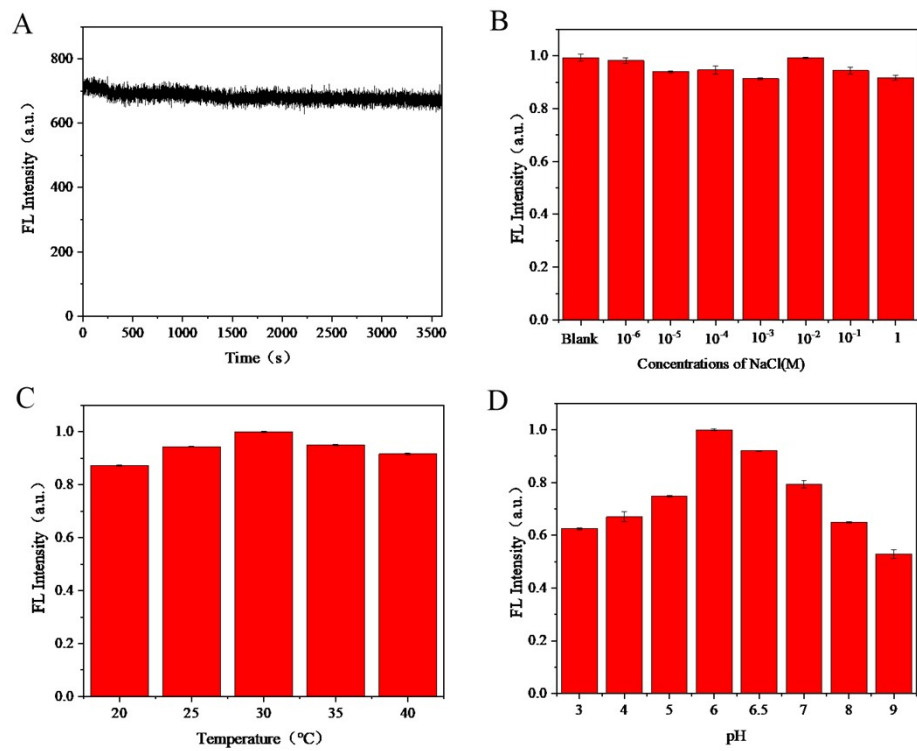 A
800
600
400
200
0
FL Intensity（a.u.）
0 500 1000 1500 2000 2500 3000 3500
Time（s）
B
1.0
0.8
0.6
0.4
0.2
0.0
FL Intensity（a.u.）
Blank 10⁻⁶ 10⁻⁵ 10⁻⁴ 10⁻³ 10⁻² 10⁻¹ 1
Concentrations of NaCl(M)
C
1.0
0.8
0.6
0.4
0.2
0.0
FL Intensity（a.u.）
20 25 30 35 40
Temperature（°C）
D
1.0
0.8
0.6
0.4
0.2
0.0
FL Intensity（a.u.）
3 4 5 6 6.5 7 8 9
pH